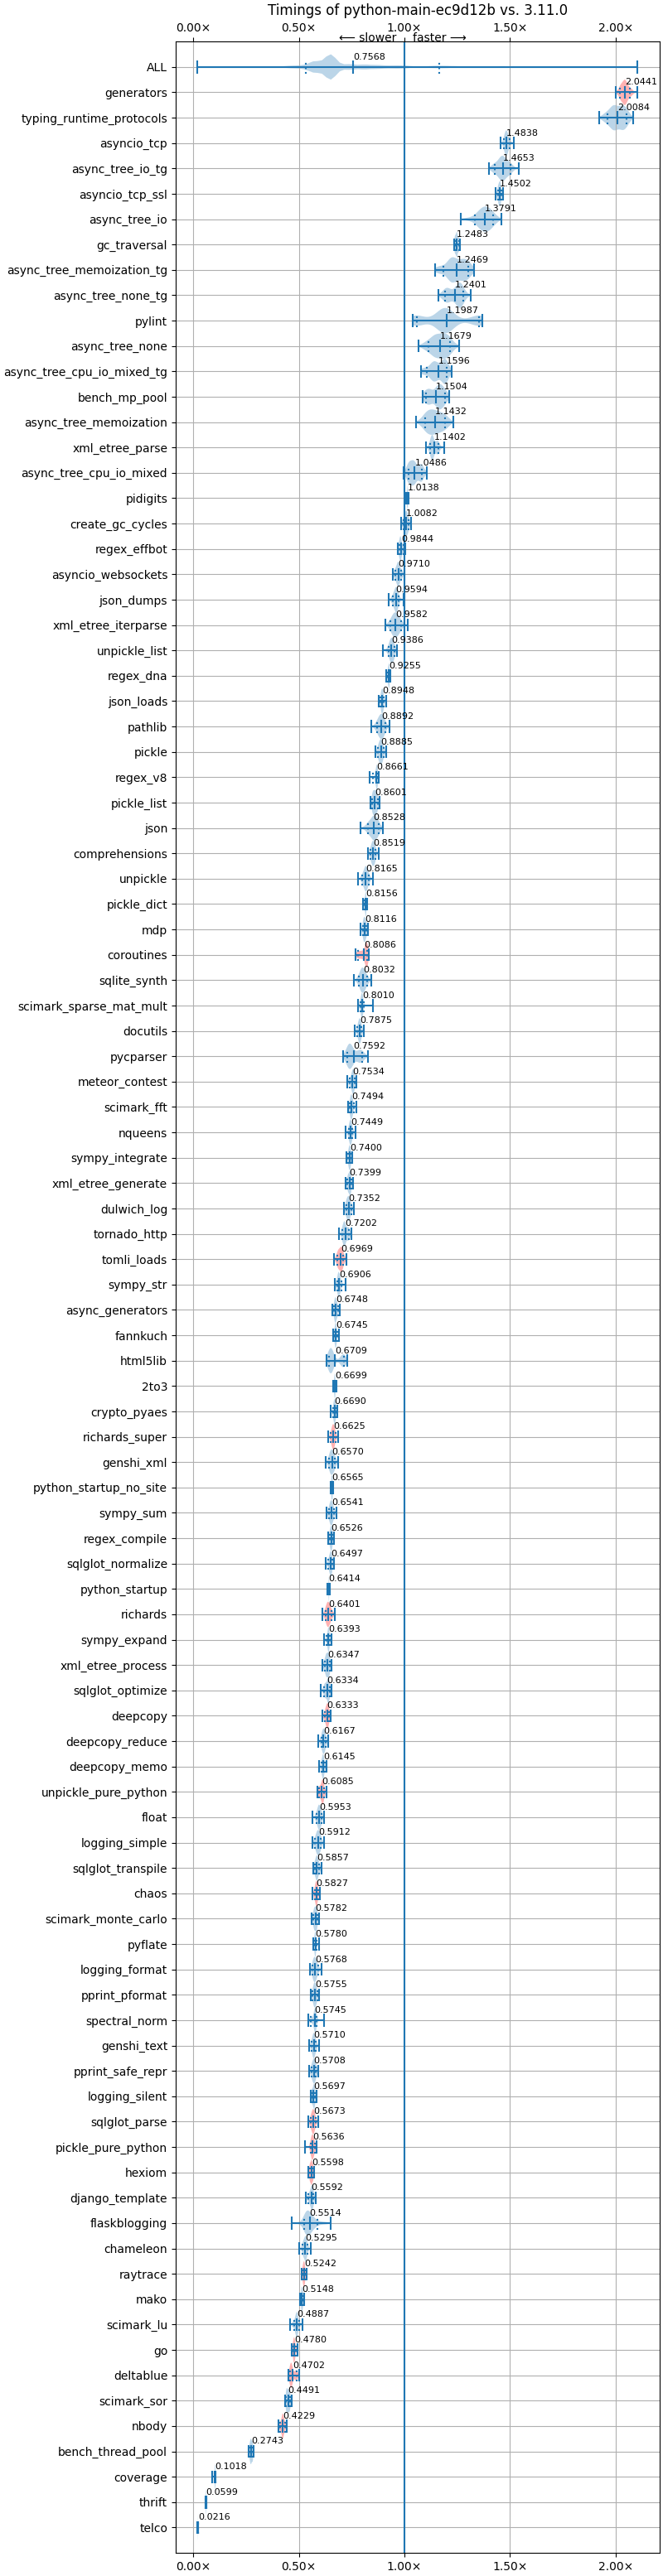 Timings of python-main-ec9d12b vs. 3.11.0
0.00× 0.50× 1.00× 1.50× 2.00×
⟵ slower faster ⟶
ALL 0.7568
generators 2.0441
typing_runtime_protocols 2.0084
asyncio_tcp 1.4838
async_tree_io_tg 1.4653
asyncio_tcp_ssl 1.4502
async_tree_io 1.3791
gc_traversal 1.2483
async_tree_memoization_tg 1.2469
async_tree_none_tg 1.2401
pylint 1.1987
async_tree_none 1.1679
async_tree_cpu_io_mixed_tg 1.1596
bench_mp_pool 1.1504
async_tree_memoization 1.1432
xml_etree_parse 1.1402
async_tree_cpu_io_mixed 1.0486
pidigits 1.0138
create_gc_cycles 1.0082
regex_effbot 0.9844
asyncio_websockets 0.9710
json_dumps 0.9594
xml_etree_iterparse 0.9582
unpickle_list 0.9386
regex_dna 0.9255
json_loads 0.8948
pathlib 0.8892
pickle 0.8885
regex_v8 0.8661
pickle_list 0.8601
json 0.8528
comprehensions 0.8519
unpickle 0.8165
pickle_dict 0.8156
mdp 0.8116
coroutines 0.8086
sqlite_synth 0.8032
scimark_sparse_mat_mult 0.8010
docutils 0.7875
pycparser 0.7592
meteor_contest 0.7534
scimark_fft 0.7494
nqueens 0.7449
sympy_integrate 0.7400
xml_etree_generate 0.7399
dulwich_log 0.7352
tornado_http 0.7202
tomli_loads 0.6969
sympy_str 0.6906
async_generators 0.6748
fannkuch 0.6745
html5lib 0.6709
2to3 0.6699
crypto_pyaes 0.6690
richards_super 0.6625
genshi_xml 0.6570
python_startup_no_site 0.6565
sympy_sum 0.6541
regex_compile 0.6526
sqlglot_normalize 0.6497
python_startup 0.6414
richards 0.6401
sympy_expand 0.6393
xml_etree_process 0.6347
sqlglot_optimize 0.6334
deepcopy 0.6333
deepcopy_reduce 0.6167
deepcopy_memo 0.6145
unpickle_pure_python 0.6085
float 0.5953
logging_simple 0.5912
sqlglot_transpile 0.5857
chaos 0.5827
scimark_monte_carlo 0.5782
pyflate 0.5780
logging_format 0.5768
pprint_pformat 0.5755
spectral_norm 0.5745
genshi_text 0.5710
pprint_safe_repr 0.5708
logging_silent 0.5697
sqlglot_parse 0.5673
pickle_pure_python 0.5636
hexiom 0.5598
django_template 0.5592
flaskblogging 0.5514
chameleon 0.5295
raytrace 0.5242
mako 0.5148
scimark_lu 0.4887
go 0.4780
deltablue 0.4702
scimark_sor 0.4491
nbody 0.4229
bench_thread_pool 0.2743
coverage 0.1018
thrift 0.0599
telco 0.0216
0.00× 0.50× 1.00× 1.50× 2.00×